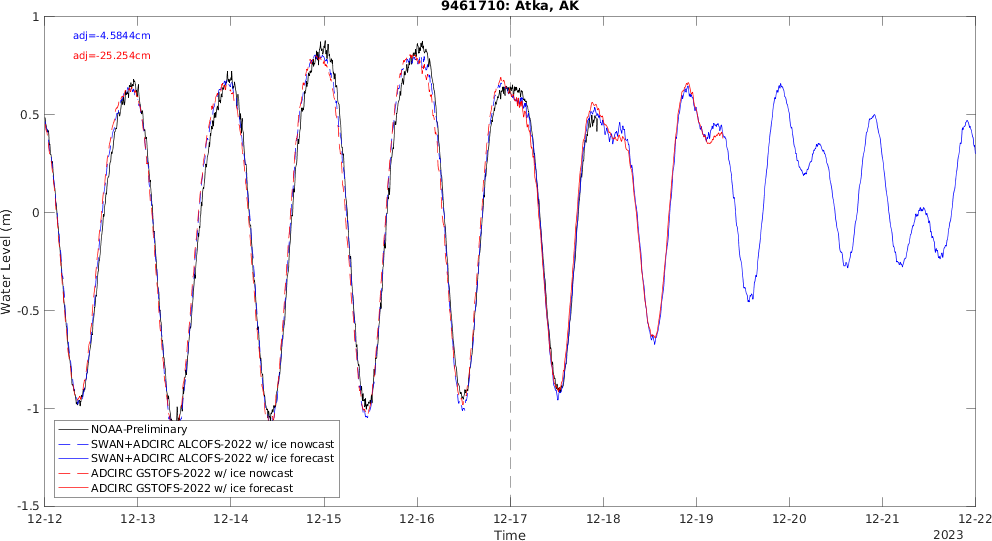 9461710: Atka, AK
adj=-4.5844cm
adj=-25.254cm
Water Level (m)
1
0.5
0
-0.5
-1
-1.5
NOAA-Preliminary
SWAN+ADCIRC ALCOFS-2022 w/ ice nowcast
SWAN+ADCIRC ALCOFS-2022 w/ ice forecast
ADCIRC GSTOFS-2022 w/ ice nowcast
ADCIRC GSTOFS-2022 w/ ice forecast
12-12 12-13 12-14 12-15 12-16 12-17 12-18 12-19 12-20 12-21 12-22
Time
2023